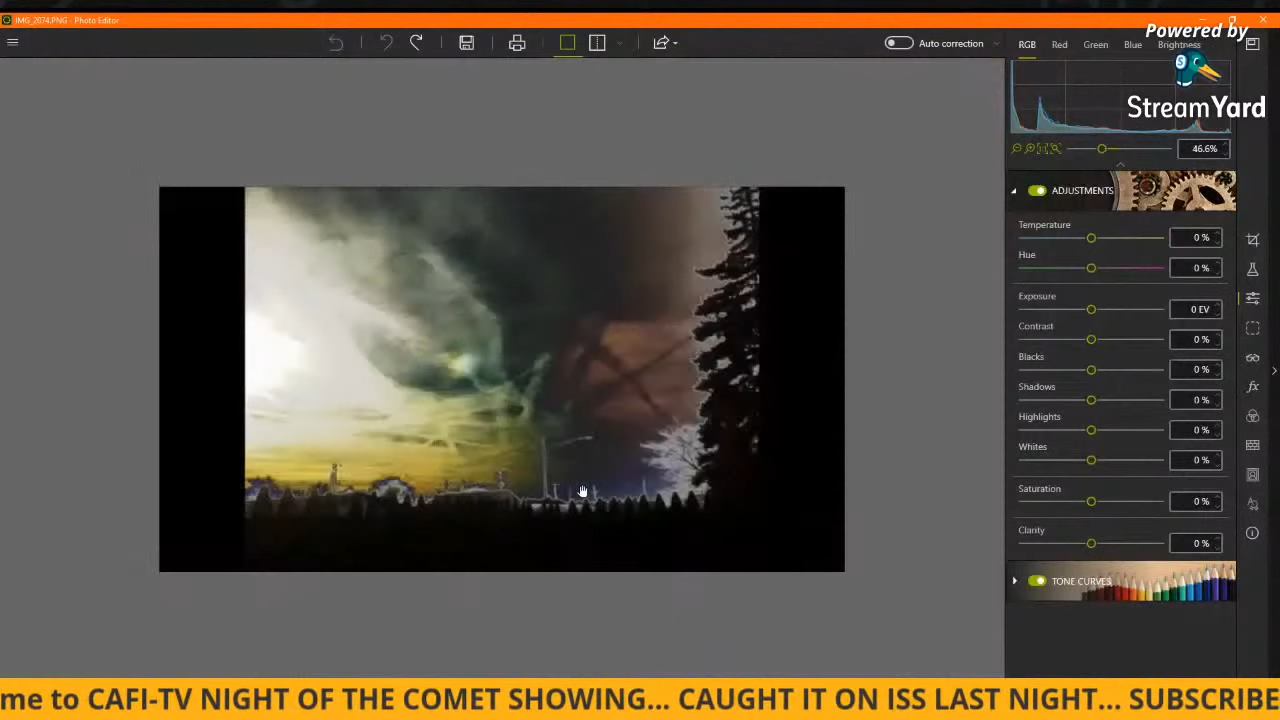 IMG_2074.PNG - Photo Editor
Auto correction
RGB Red Green Blue Brightness
Powered by
StreamYard
46.6%
ADJUSTMENTS
Temperature
0 %
Hue
0 %
Exposure
0 EV
Contrast
0 %
Blacks
0 %
Shadows
0 %
Highlights
0 %
Whites
0 %
Saturation
0 %
Clarity
0 %
TONE CURVES
me to CAFI-TV NIGHT OF THE COMET SHOWING... CAUGHT IT ON ISS LAST NIGHT... SUBSCRIBE